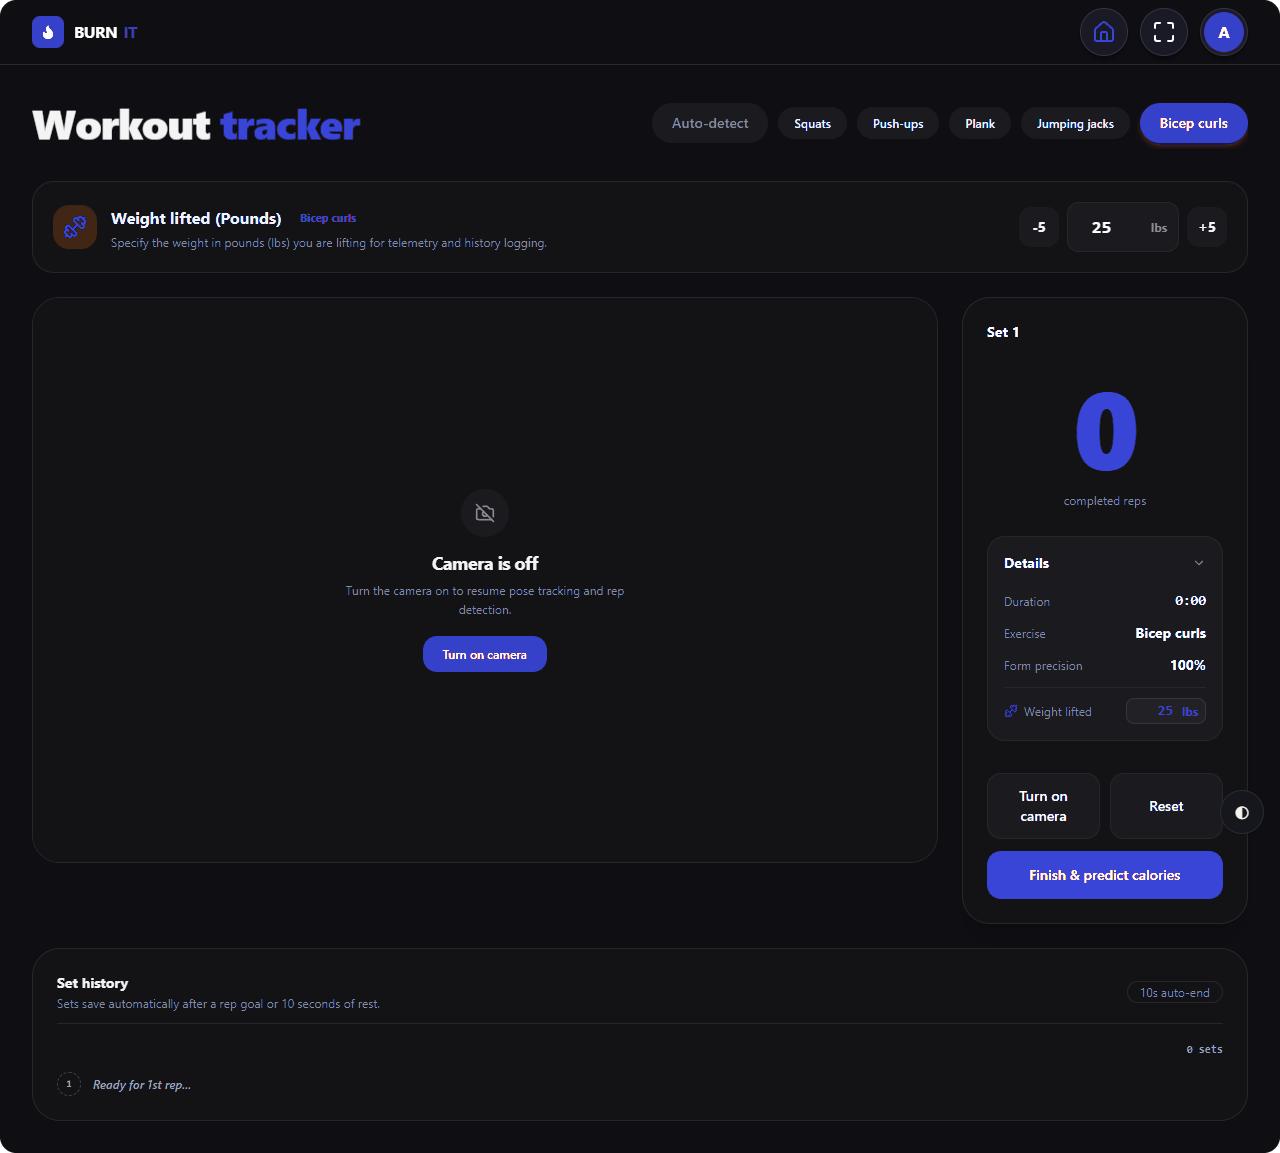 BURN IT
A
Workout tracker
Auto-detect
Squats
Push-ups
Plank
Jumping jacks
Bicep curls
Weight lifted (Pounds)
Bicep curls
Specify the weight in pounds (lbs) you are lifting for telemetry and history logging.
-5
25
lbs
+5
Camera is off
Turn the camera on to resume pose tracking and rep
detection.
Turn on camera
Set 1
0
completed reps
Details
Duration
0:00
Exercise
Bicep curls
Form precision
100%
Weight lifted
25 lbs
Turn on
camera
Reset
Finish & predict calories
Set history
Sets save automatically after a rep goal or 10 seconds of rest.
10s auto-end
0 sets
1
Ready for 1st rep...